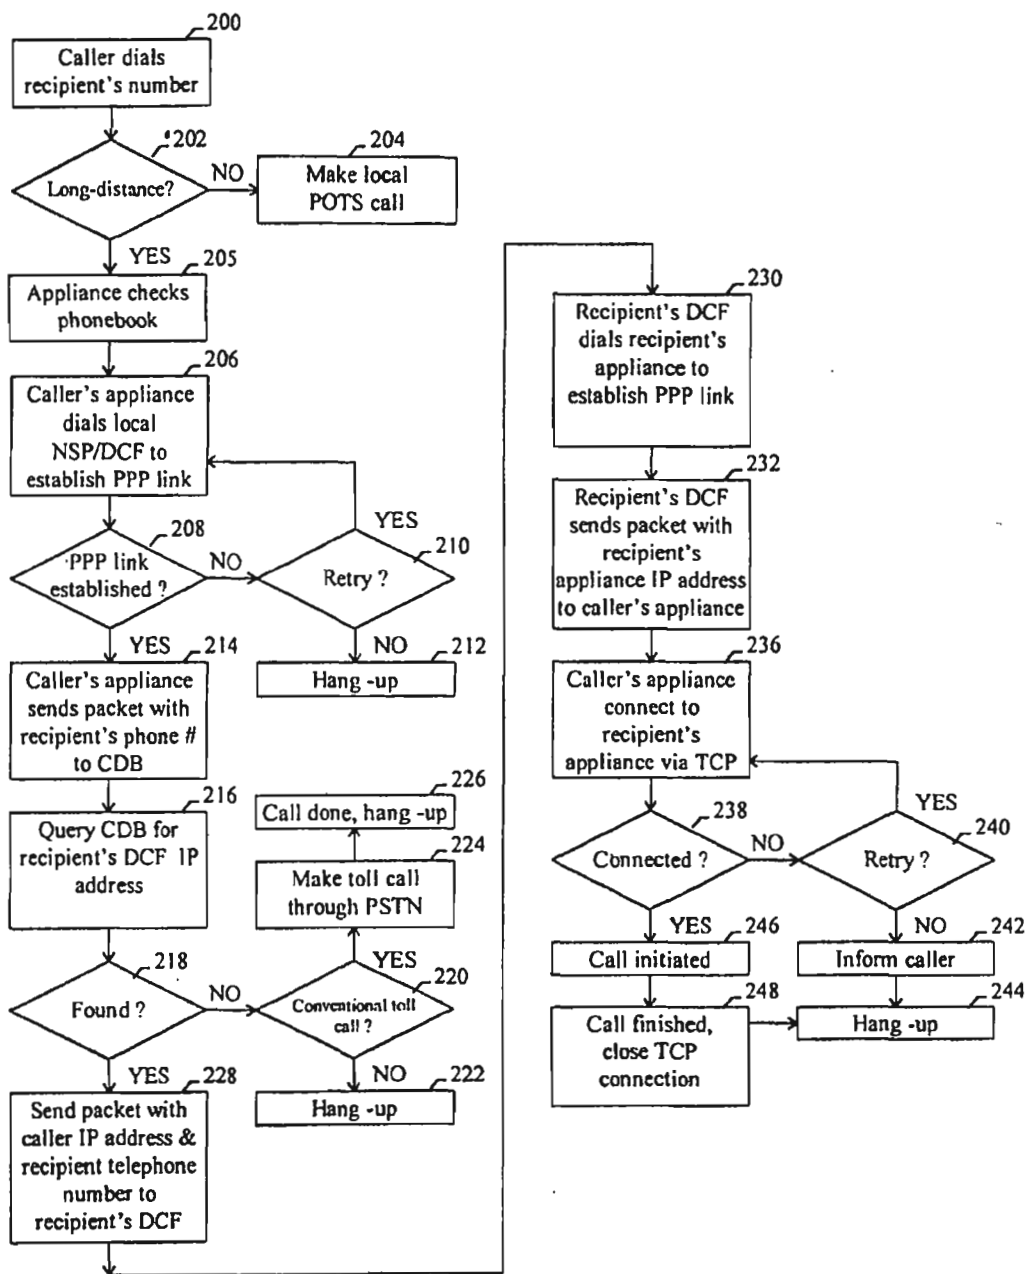 200
Caller dials
recipient's number
202
Long-distance?
NO
204
Make local
POTS call
YES
205
Appliance checks
phonebook
206
Caller's appliance
dials local
NSP/DCF to
establish PPP link
208
PPP link
established ?
NO
YES
210
Retry ?
NO
212
Hang -up
YES
214
Caller's appliance
sends packet with
recipient's phone #
to CDB
216
Query CDB for
recipient's DCF IP
address
218
Found ?
NO
226
Call done, hang -up
224
Make toll call
through PSTN
YES
220
Conventional toll
call ?
NO
222
Hang -up
YES
228
Send packet with
caller IP address &
recipient telephone
number to
recipient's DCF
230
Recipient's DCF
dials recipient's
appliance to
establish PPP link
232
Recipient's DCF
sends packet with
recipient's
appliance IP address
to caller's appliance
236
Caller's appliance
connect to
recipient's
appliance via TCP
238
Connected ?
NO
YES
240
Retry ?
YES
246
Call initiated
NO
242
Inform caller
248
Call finished,
close TCP
connection
244
Hang -up